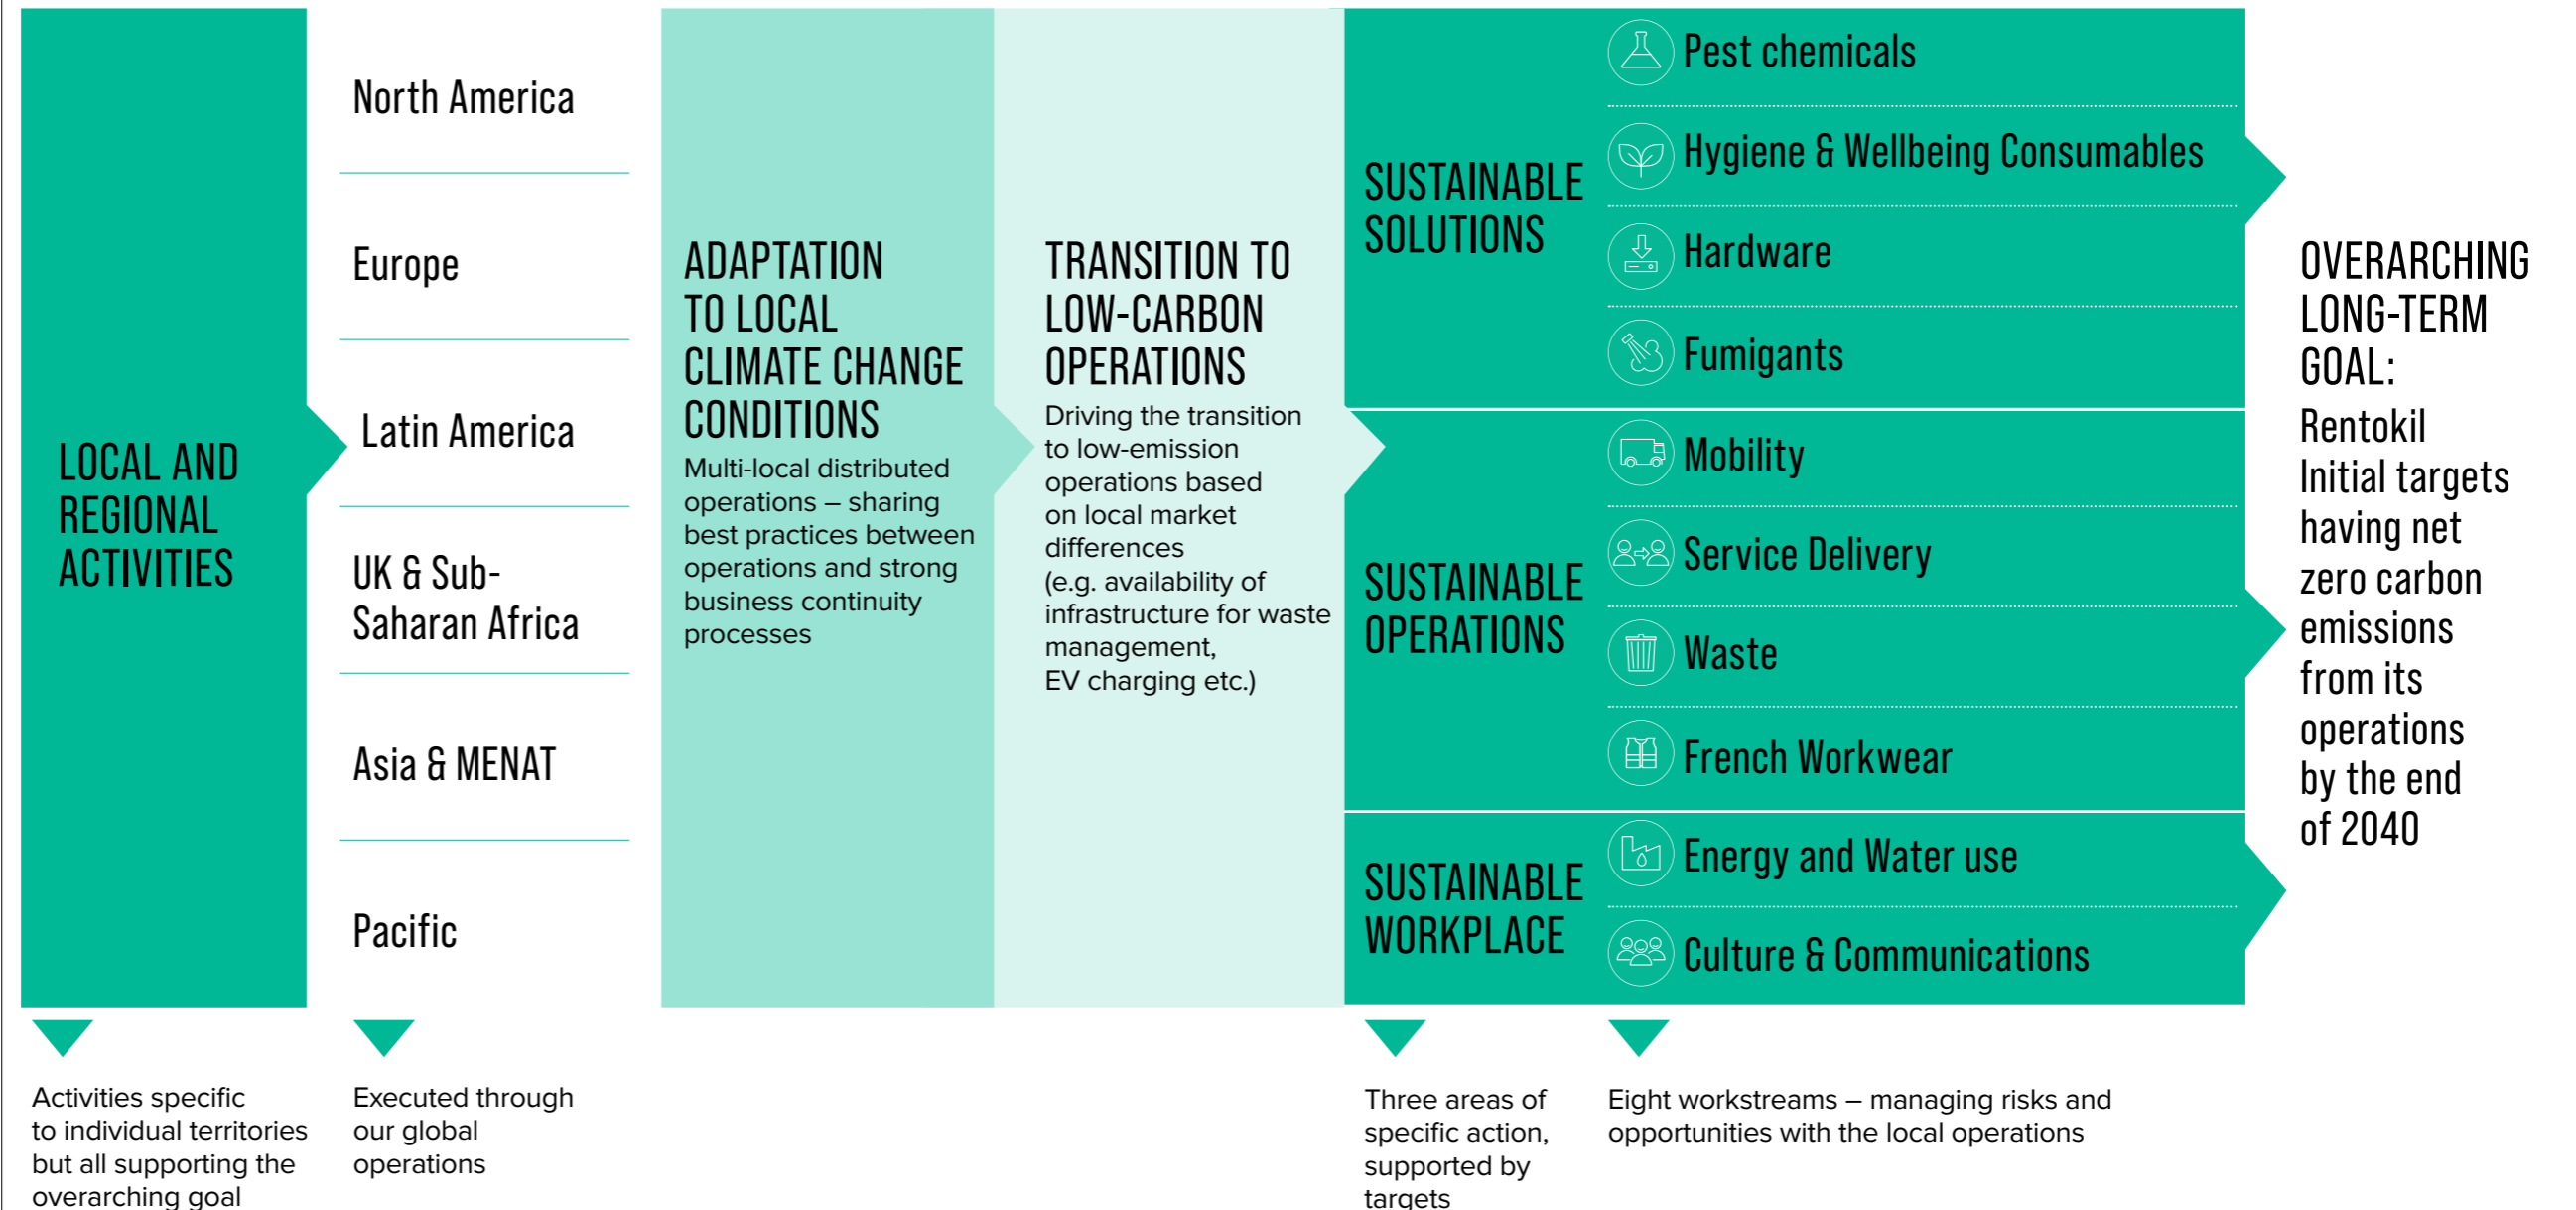 LOCAL AND
REGIONAL
ACTIVITIES
North America
Europe
Latin America
UK & Sub-
Saharan Africa
Asia & MENAT
Pacific
ADAPTATION
TO LOCAL
CLIMATE CHANGE
CONDITIONS
Multi-local distributed
operations – sharing
best practices between
operations and strong
business continuity
processes
TRANSITION TO
LOW-CARBON
OPERATIONS
Driving the transition
to low-emission
operations based
on local market
differences
(e.g. availability of
infrastructure for waste
management,
EV charging etc.)
SUSTAINABLE
SOLUTIONS
Pest chemicals
Hygiene & Wellbeing Consumables
Hardware
Fumigants
SUSTAINABLE
OPERATIONS
Mobility
Service Delivery
Waste
French Workwear
SUSTAINABLE
WORKPLACE
Energy and Water use
Culture & Communications
OVERARCHING
LONG-TERM
GOAL:
Rentokil
Initial targets
having net
zero carbon
emissions
from its
operations
by the end
of 2040
Activities specific
to individual territories
but all supporting the
overarching goal
Executed through
our global
operations
Three areas of
specific action,
supported by
targets
Eight workstreams – managing risks and
opportunities with the local operations